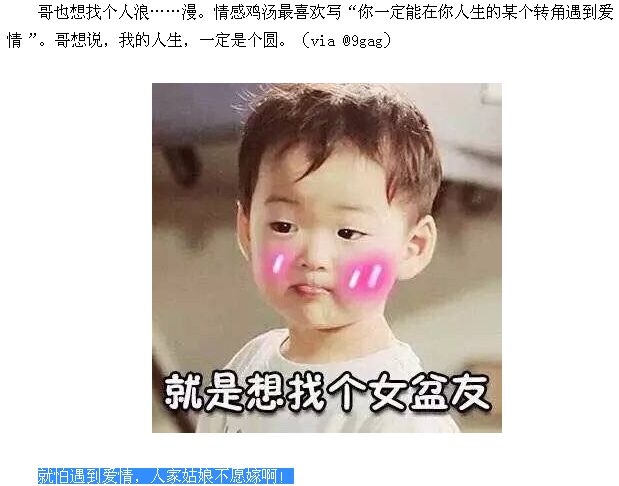 哥也想找个人浪……漫。情感鸡汤最喜欢写“你一定能在你人生的某个转角遇到爱
情 ”。哥想说，我的人生，一定是个圆。（via @9gag）
就是想找个女盆友
就怕遇到爱情，人家姑娘不愿嫁啊！